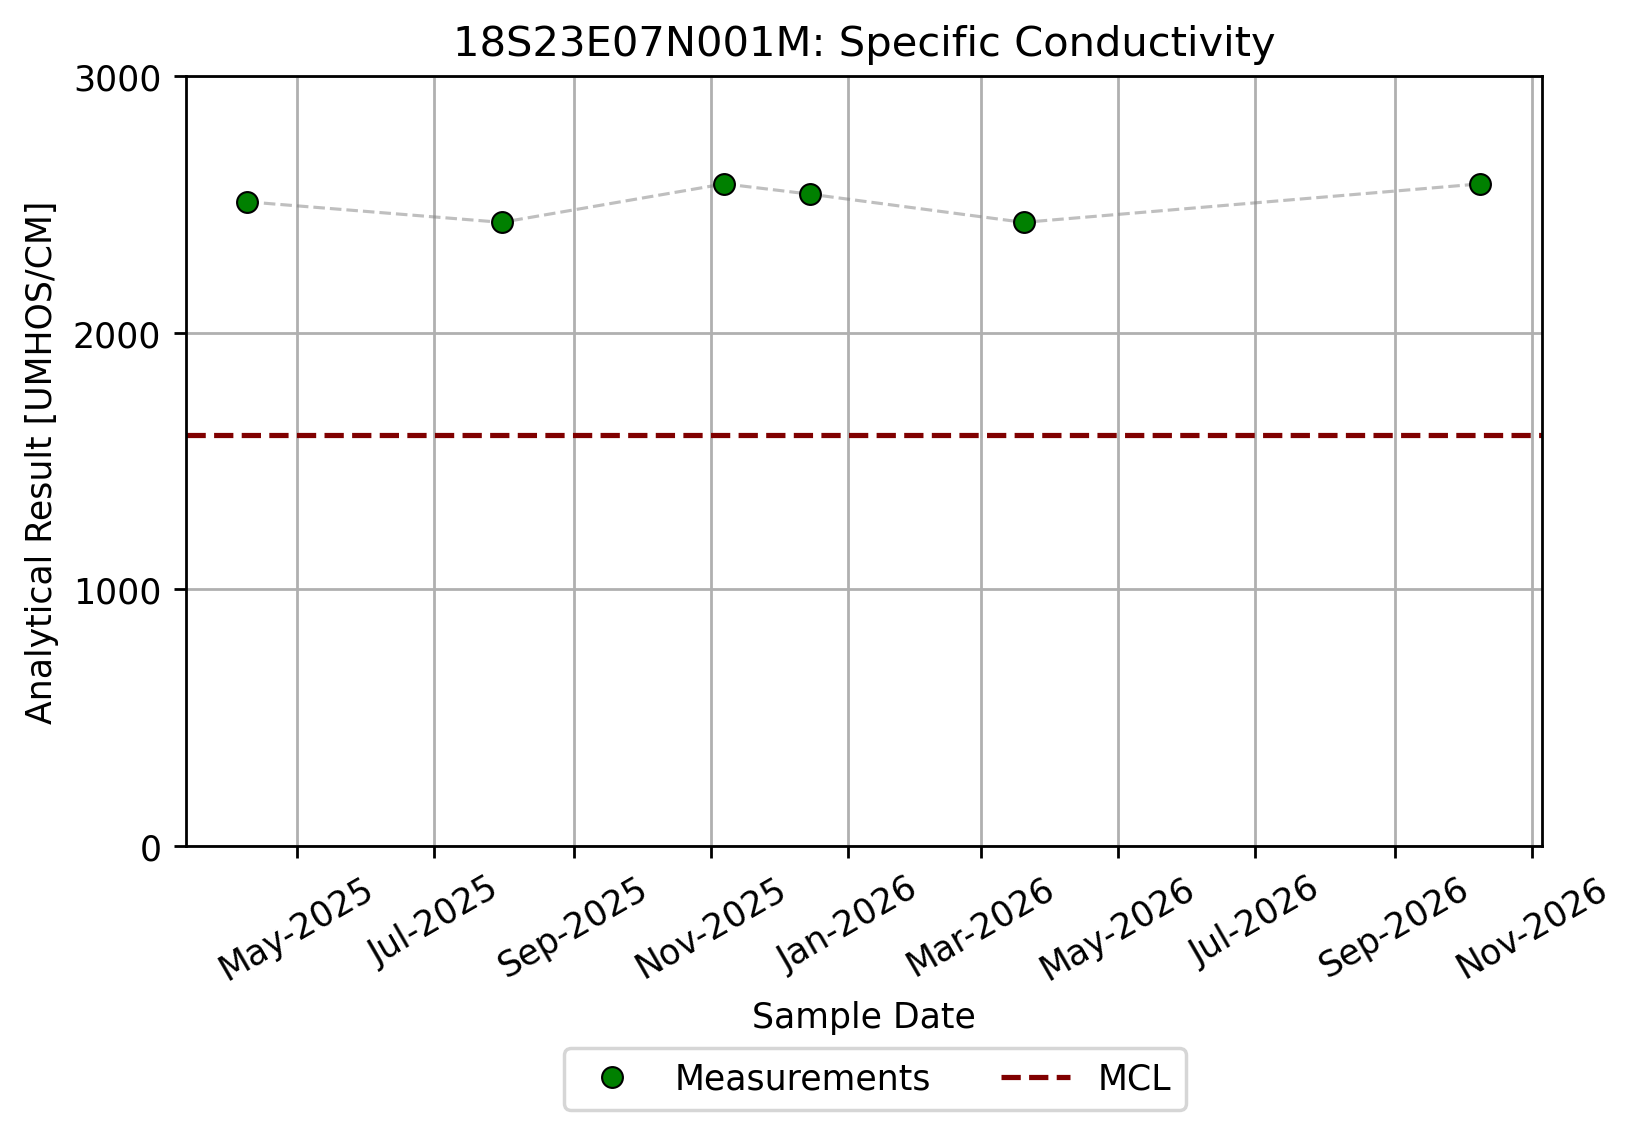 18S23E07N001M: Specific Conductivity
3000
2000
1000
0
Analytical Result [UMHOS/CM]
May-2025
Jul-2025
Sep-2025
Nov-2025
Jan-2026
Mar-2026
May-2026
Jul-2026
Sep-2026
Nov-2026
Sample Date
Measurements
MCL